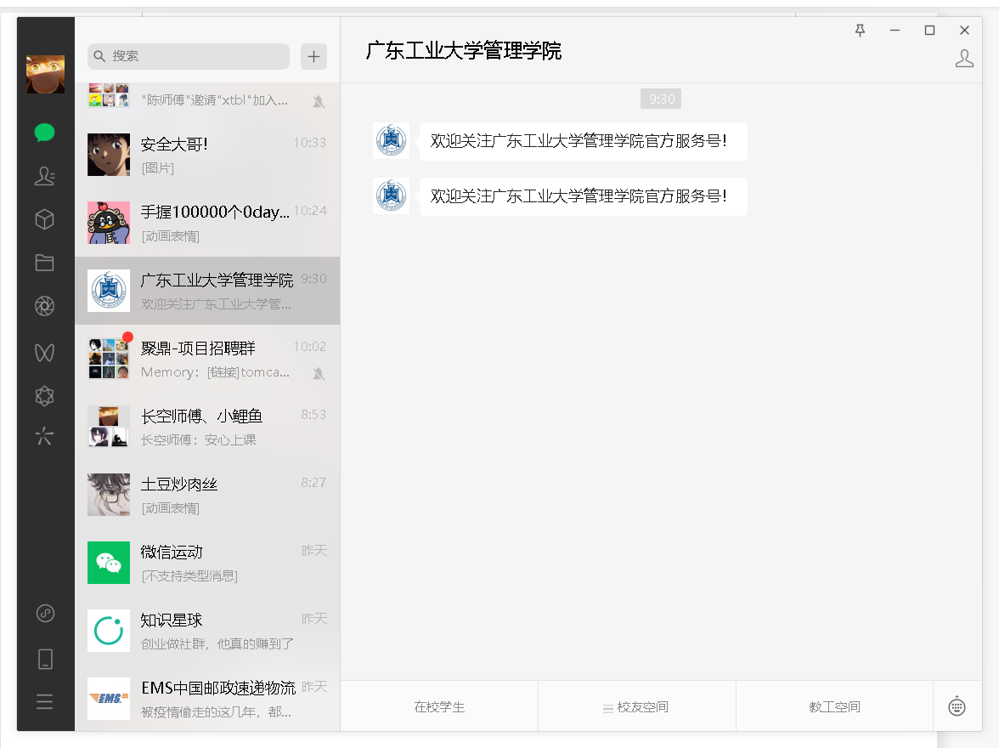 搜索
"陈师傅"邀请"xtbl"加入...
安全大哥!
10:33
[图片]
手握100000个0day...
10:24
[动画表情]
广东工业大学管理学院
9:30
欢迎关注广东工业大学管...
聚鼎-项目招聘群
10:02
Memory: [链接]tomca...
长空师傅、小鲤鱼
8:53
长空师傅: 安心上课
土豆炒肉丝
8:27
[动画表情]
微信运动
昨天
[不支持类型消息]
知识星球
昨天
创业做社群, 他真的赚到了
EMS
EMS中国邮政速递物流
昨天
被疫情偷走的这几年, 都...
广东工业大学管理学院
9:30
欢迎关注广东工业大学管理学院官方服务号!
欢迎关注广东工业大学管理学院官方服务号!
在校学生
校友空间
教工空间